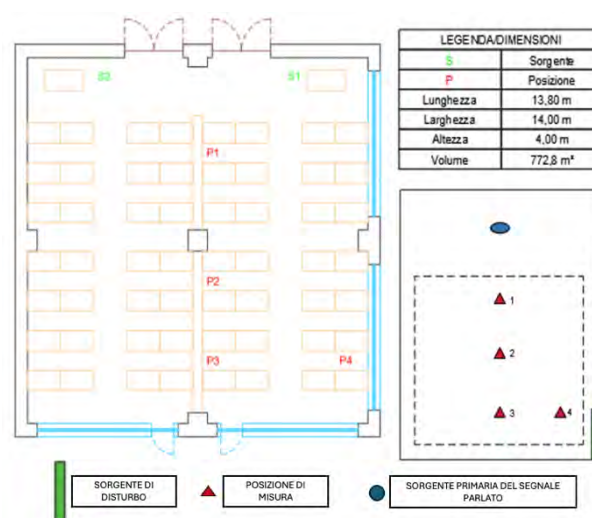 S2
S1
P1
P2
P3
P4
LEGENDA/DIMENSIONI
S Sorgente
P Posizione
Lunghezza 13,80 m
Larghezza 14,00 m
Altezza 4,00 m
Volume 772,8 m³
1
2
3
4
SORGENTE DI
DISTURBO
POSIZIONE DI
MISURA
SORGENTE PRIMARIA DEL SEGNALE
PARLATO